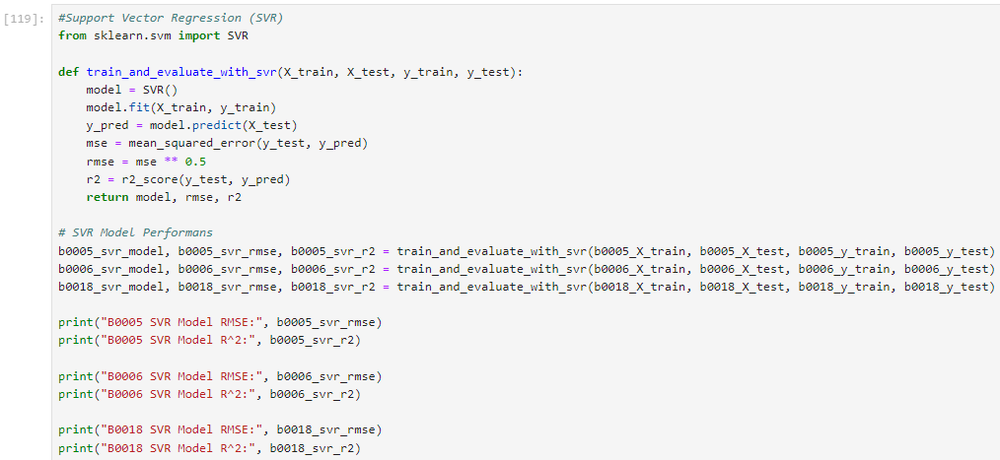 [119]: #Support Vector Regression (SVR)
from sklearn.svm import SVR
def train_and_evaluate_with_svr(X_train, X_test, y_train, y_test):
    model = SVR()
    model.fit(X_train, y_train)
    y_pred = model.predict(X_test)
    mse = mean_squared_error(y_test, y_pred)
    rmse = mse ** 0.5
    r2 = r2_score(y_test, y_pred)
    return model, rmse, r2
# SVR Model Performans
b0005_svr_model, b0005_svr_rmse, b0005_svr_r2 = train_and_evaluate_with_svr(b0005_X_train, b0005_X_test, b0005_y_train, b0005_y_test)
b0006_svr_model, b0006_svr_rmse, b0006_svr_r2 = train_and_evaluate_with_svr(b0006_X_train, b0006_X_test, b0006_y_train, b0006_y_test)
b0018_svr_model, b0018_svr_rmse, b0018_svr_r2 = train_and_evaluate_with_svr(b0018_X_train, b0018_X_test, b0018_y_train, b0018_y_test)
print("B0005 SVR Model RMSE:", b0005_svr_rmse)
print("B0005 SVR Model R^2:", b0005_svr_r2)
print("B0006 SVR Model RMSE:", b0006_svr_rmse)
print("B0006 SVR Model R^2:", b0006_svr_r2)
print("B0018 SVR Model RMSE:", b0018_svr_rmse)
print("B0018 SVR Model R^2:", b0018_svr_r2)